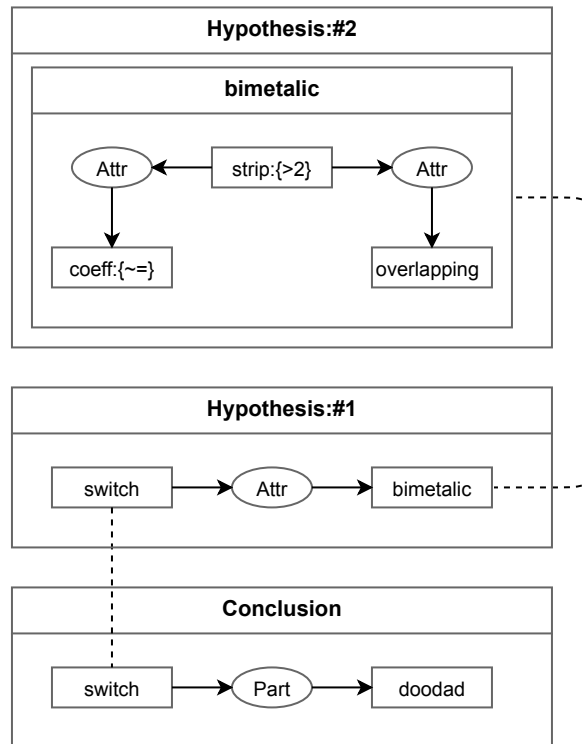 Hypothesis:#2
bimetalic
Attr strip:{>2} Attr
coeff:{~=} overlapping
Hypothesis:#1
switch Attr bimetalic
Conclusion
switch Part doodad